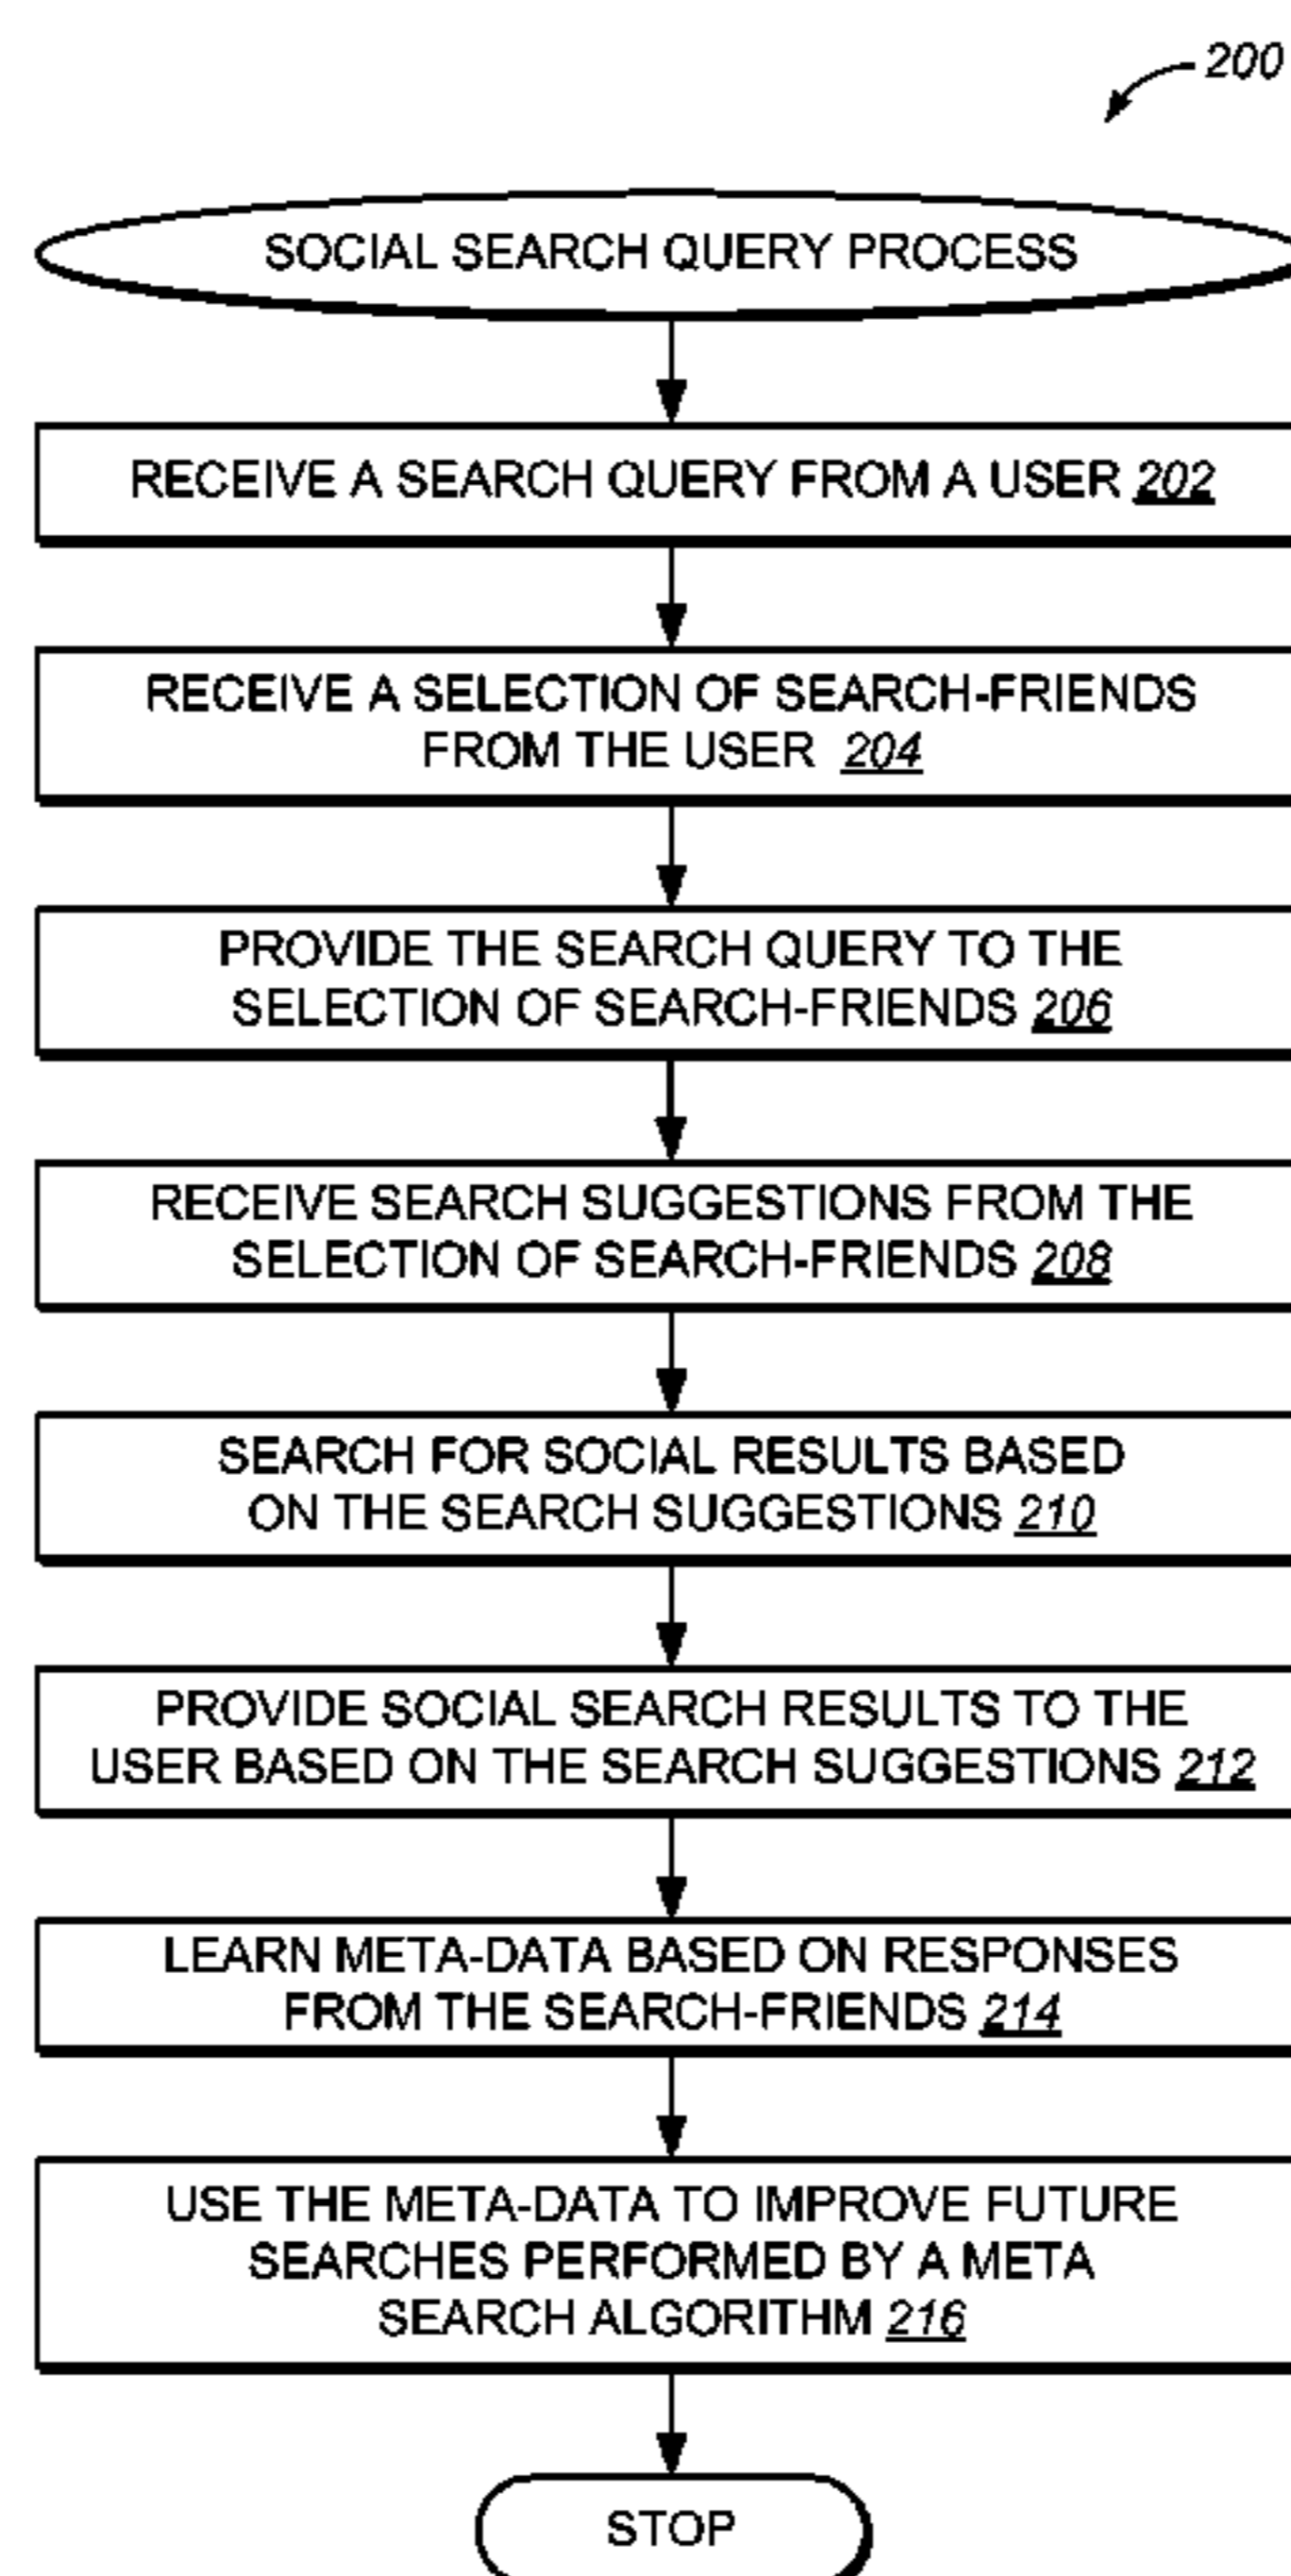 200
SOCIAL SEARCH QUERY PROCESS
RECEIVE A SEARCH QUERY FROM A USER 202
RECEIVE A SELECTION OF SEARCH-FRIENDS
FROM THE USER 204
PROVIDE THE SEARCH QUERY TO THE
SELECTION OF SEARCH-FRIENDS 206
RECEIVE SEARCH SUGGESTIONS FROM THE
SELECTION OF SEARCH-FRIENDS 208
SEARCH FOR SOCIAL RESULTS BASED
ON THE SEARCH SUGGESTIONS 210
PROVIDE SOCIAL SEARCH RESULTS TO THE
USER BASED ON THE SEARCH SUGGESTIONS 212
LEARN META-DATA BASED ON RESPONSES
FROM THE SEARCH-FRIENDS 214
USE THE META-DATA TO IMPROVE FUTURE
SEARCHES PERFORMED BY A META
SEARCH ALGORITHM 216
STOP